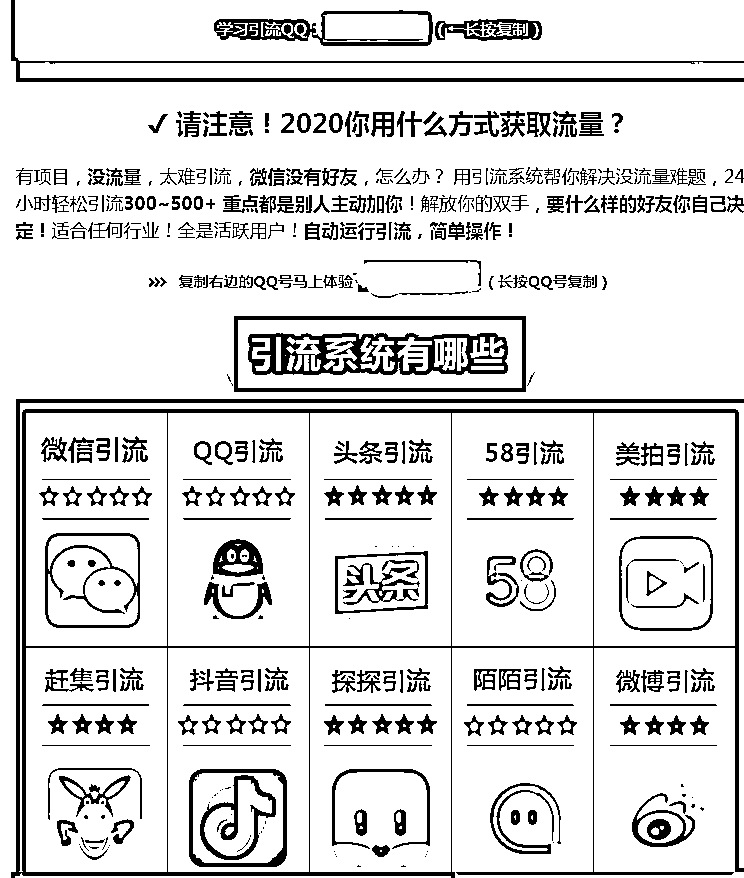 学习引流QQ: (←长按复制)
✓ 请注意！2020你用什么方式获取流量？
有项目，没流量，太难引流，微信没有好友，怎么办？ 用引流系统帮你解决没流量难题，24
小时轻松引流300~500+ 重点都是别人主动加你！解放你的双手，要什么样的好友你自己决
定！适合任何行业！全是活跃用户！自动运行引流，简单操作！
>>> 复制右边的QQ号马上体验 (长按QQ号复制)
引流系统有哪些
微信引流 QQ引流 头条引流 58引流 美拍引流
☆☆☆☆☆ ☆☆☆☆☆ ★★★★★ ★★★★ ★★★★
头条 58
赶集引流 抖音引流 探探引流 陌陌引流 微博引流
★★★★ ☆☆☆☆☆ ★★★★★ ☆☆☆☆☆ ★★★★